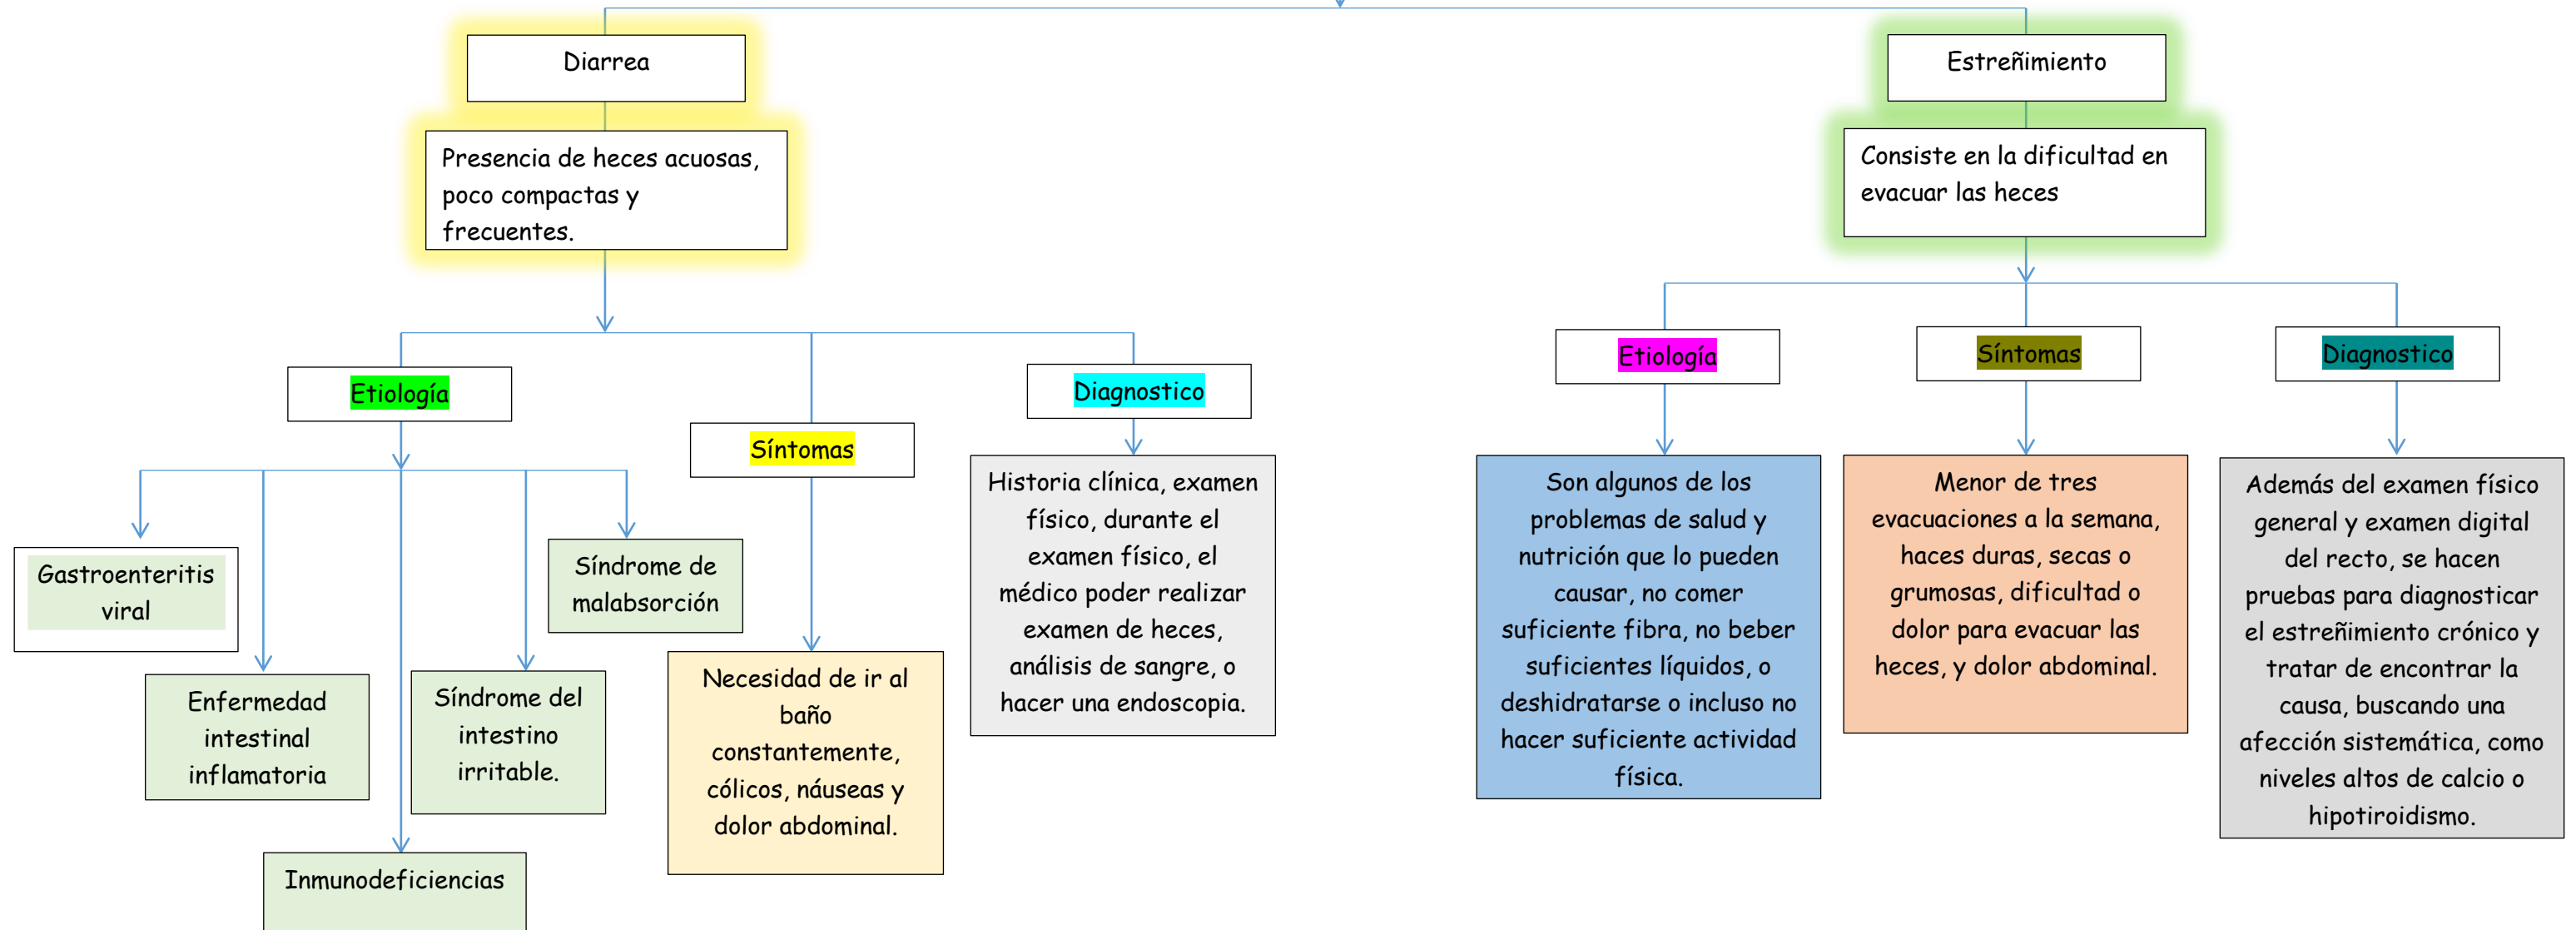 Diarrea
Presencia de heces acuosas,
poco compactas y
frecuentes.
Etiología
Gastroenteritis
viral
Enfermedad
intestinal
inflamatoria
Inmunodeficiencias
Síndrome del
intestino
irritable.
Síndrome de
malabsorción
Síntomas
Necesidad de ir al
baño
constantemente,
cólicos, náuseas y
dolor abdominal.
Diagnostico
Historia clínica, examen
físico, durante el
examen físico, el
médico poder realizar
examen de heces,
análisis de sangre, o
hacer una endoscopia.
Estreñimiento
Consiste en la dificultad en
evacuar las heces
Etiología
Son algunos de los
problemas de salud y
nutrición que lo pueden
causar, no comer
suficiente fibra, no beber
suficientes líquidos, o
deshidratarse o incluso no
hacer suficiente actividad
física.
Síntomas
Menor de tres
evacuaciones a la semana,
haces duras, secas o
grumosas, dificultad o
dolor para evacuar las
heces, y dolor abdominal.
Diagnostico
Además del examen físico
general y examen digital
del recto, se hacen
pruebas para diagnosticar
el estreñimiento crónico y
tratar de encontrar la
causa, buscando una
afección sistemática, como
niveles altos de calcio o
hipotiroidismo.